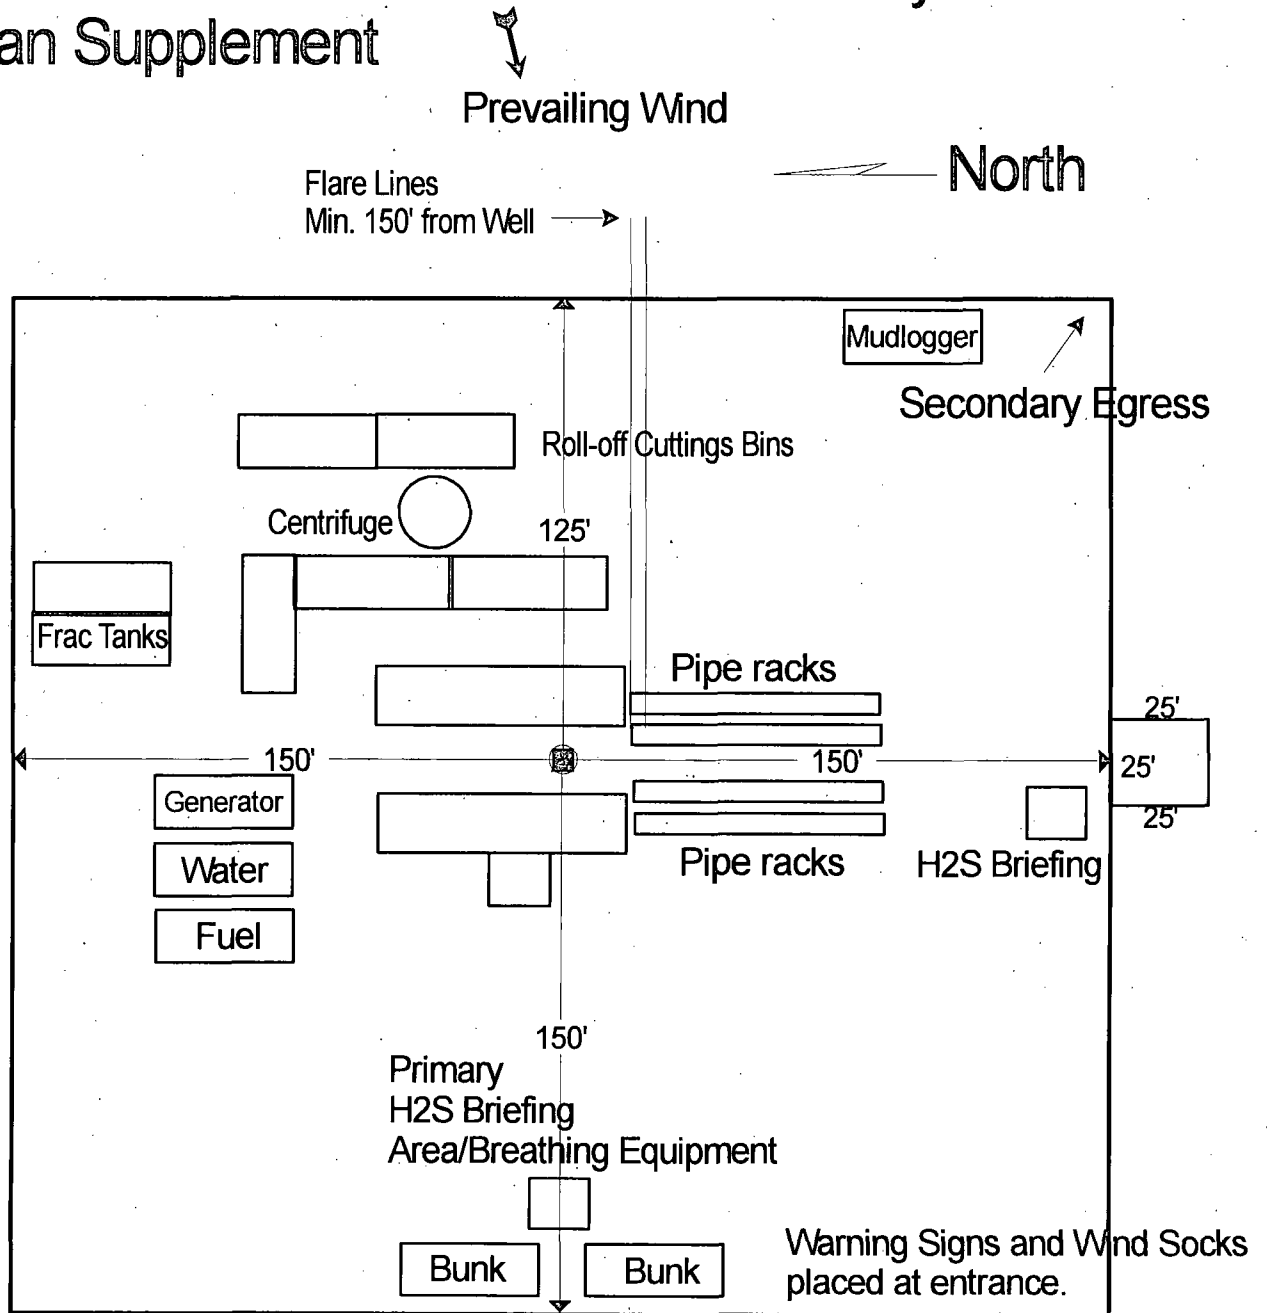 an Supplement
Prevailing Wind
North
Flare Lines
Min. 150' from Well
Mudlogger
Secondary Egress
Roll-off Cuttings Bins
Centrifuge
125'
Frac Tanks
Pipe racks
25'
150'
150'
25'
Generator
25'
Water
Pipe racks
H2S Briefing
Fuel
150'
Primary
H2S Briefing
Area/Breathing Equipment
Bunk
Bunk
Warning Signs and Wind Socks
placed at entrance.